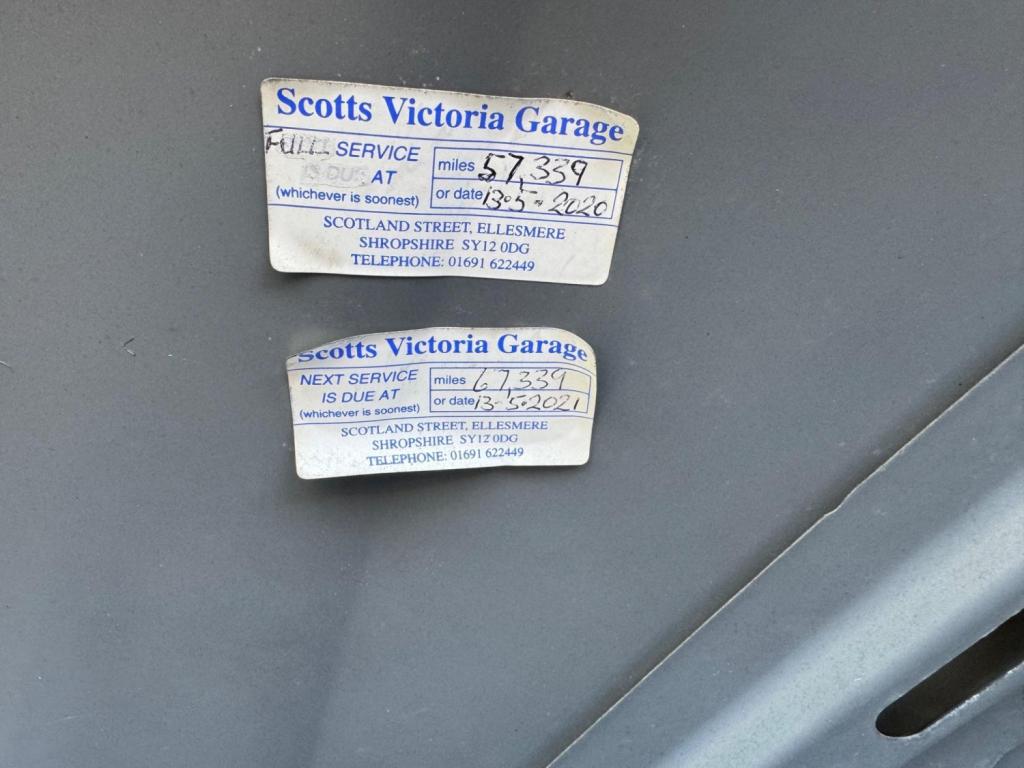 Scotts Victoria Garage
FULL SERVICE
IS DUE AT
(whichever is soonest)
miles 57,339
or date 13·5·2020
SCOTLAND STREET, ELLESMERE
SHROPSHIRE SY12 0DG
TELEPHONE: 01691 622449
Scotts Victoria Garage
NEXT SERVICE
IS DUE AT
(whichever is soonest)
miles 67,339
or date 13-5·2021
SCOTLAND STREET, ELLESMERE
SHROPSHIRE SY12 0DG
TELEPHONE: 01691 622449